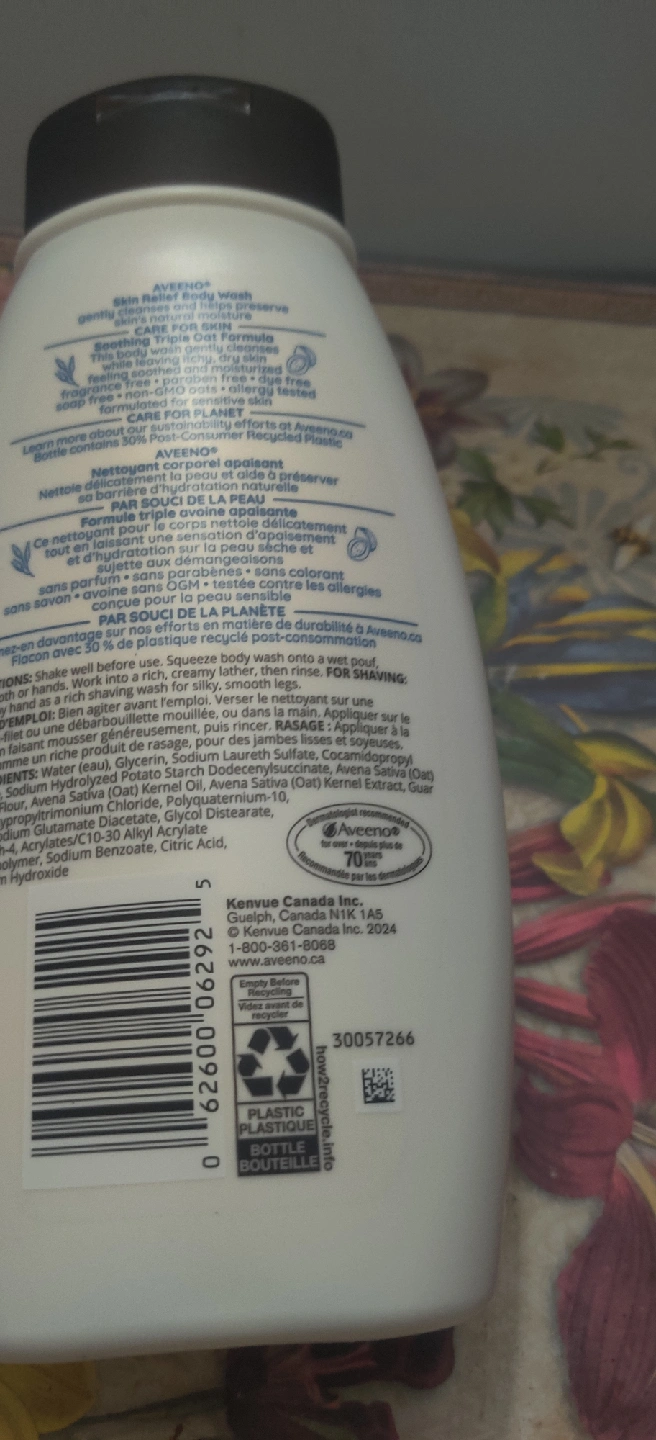 AVEENO®
Skin Relief Body Wash
gently cleanses and helps preserve
skin's natural moisture
CARE FOR SKIN
Soothing Triple Oat Formula
This body wash gently cleanses
while leaving itchy, dry skin
feeling soothed and moisturized
fragrance free • paraben free • dye free
soap free • non-GMO oats • allergy tested
formulated for sensitive skin
CARE FOR PLANET
Learn more about our sustainability efforts at Aveeno.ca
Bottle contains 30% Post-Consumer Recycled Plastic
AVEENO®
Nettoyant corporel apaisant
Nettoie délicatement la peau et aide à préserver
sa barrière d'hydratation naturelle
PAR SOUCI DE LA PEAU
Formule triple avoine apaisante
Ce nettoyant pour le corps nettoie délicatement
tout en laissant une sensation d'apaisement
et d'hydratation sur la peau sèche et
sujette aux démangeaisons
sans parfum • sans parabènes • sans colorant
sans savon • avoine sans OGM • testée contre les allergies
conçue pour la peau sensible
PAR SOUCI DE LA PLANÈTE
nez-en davantage sur nos efforts en matière de durabilité à Aveeno.ca
Flacon avec 30 % de plastique recyclé post-consommation
TIONS: Shake well before use. Squeeze body wash onto a wet pouf,
oth or hands. Work into a rich, creamy lather, then rinse. FOR SHAVING:
y hand as a rich shaving wash for silky, smooth legs.
D'EMPLOI: Bien agiter avant l'emploi. Verser le nettoyant sur une
-filet ou une débarbouillette mouillée, ou dans la main. Appliquer sur le
n faisant mousser généreusement, puis rincer. RASAGE : Appliquer à la
mme un riche produit de rasage, pour des jambes lisses et soyeuses.
IENTS: Water (eau), Glycerin, Sodium Laureth Sulfate, Cocamidopropyl
, Sodium Hydrolyzed Potato Starch Dodecenylsuccinate, Avena Sativa (Oat)
Flour, Avena Sativa (Oat) Kernel Oil, Avena Sativa (Oat) Kernel Extract, Guar
ypropyltrimonium Chloride, Polyquaternium-10,
dium Glutamate Diacetate, Glycol Distearate,
h-4, Acrylates/C10-30 Alkyl Acrylate
olymer, Sodium Benzoate, Citric Acid,
m Hydroxide
Dermatologist recommended
Aveeno®
for over • depuis plus de
70 years
ans
Recommandée par les dermatologues
Kenvue Canada Inc.
Guelph, Canada N1K 1A5
© Kenvue Canada Inc. 2024
1-800-361-8068
www.aveeno.ca
0 62600 06292 5
Empty Before
Recycling
Videz avant de
recycler
PLASTIC
PLASTIQUE
BOTTLE
BOUTEILLE
how2recycle.info
30057266